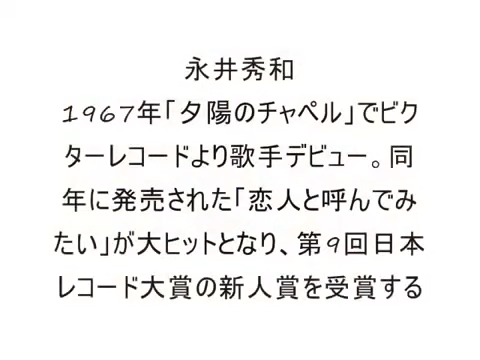 永井秀和
1967年「夕陽のチャペル」でビク
ターレコードより歌手デビュー。同
年に発売された「恋人と呼んでみ
たい」が大ヒットとなり、第9回日本
レコード大賞の新人賞を受賞する